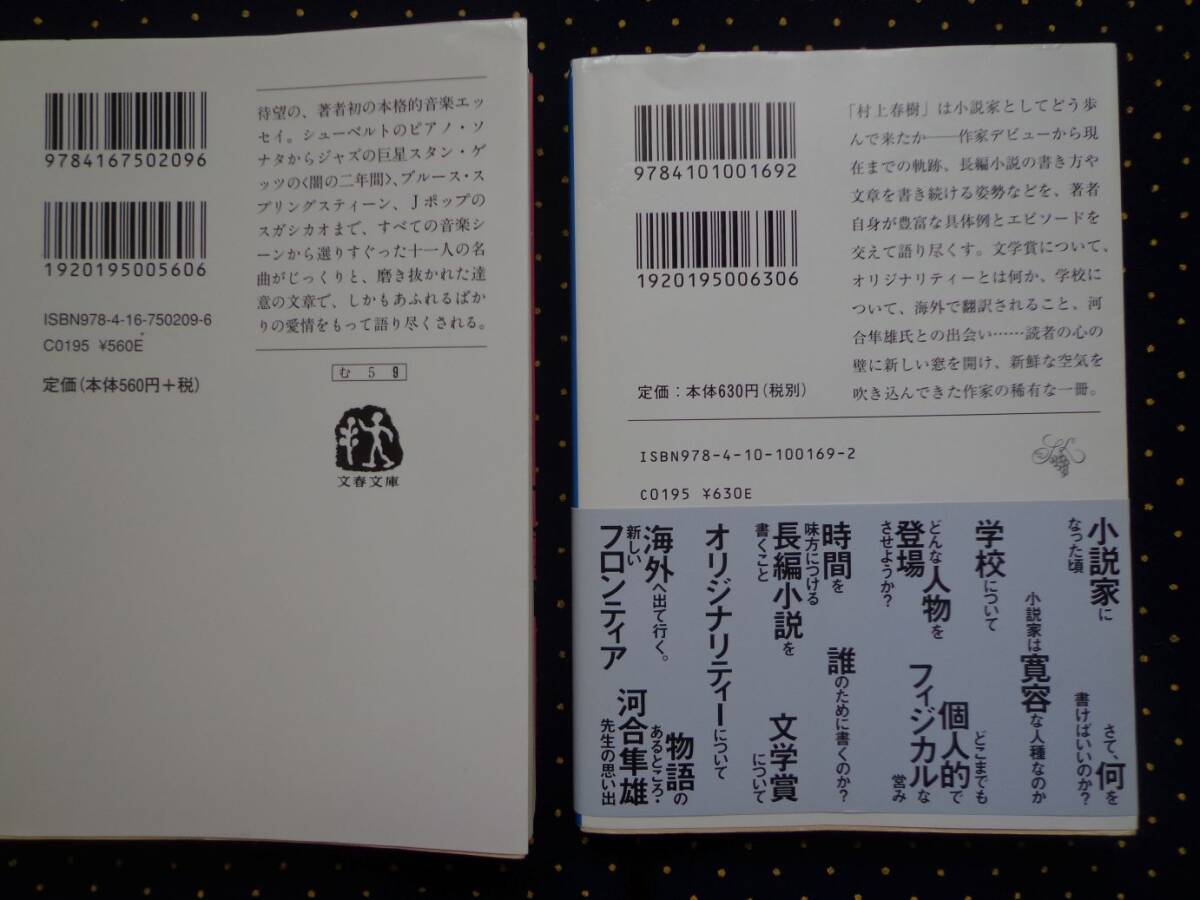 9784167502096
1920195005606
ISBN978-4-16-750209-6
C0195 ¥560E
定価(本体560円+税)
待望の、著者初の本格的音楽エッ
セイ。シューベルトのピアノ・ソ
ナタからジャズの巨星スタン・ゲ
ッツの〈闇の二年間〉、ブルース・ス
プリングスティーン、Jポップの
スガシカオまで、すべての音楽シ
ーンから選りすぐった十一人の名
曲がじっくりと、磨き抜かれた達
意の文章で、しかもあふれるばか
りの愛情をもって語り尽くされる。
む 5 9
文春文庫
9784101001692
1920195006306
定価：本体630円(税別)
ISBN978-4-10-100169-2
C0195 ¥630E
「村上春樹」は小説家としてどう歩
んで来たか――作家デビューから現
在までの軌跡、長編小説の書き方や
文章を書き続ける姿勢などを、著者
自身が豊富な具体例とエピソードを
交えて語り尽くす。文学賞について、
オリジナリティーとは何か、学校に
ついて、海外で翻訳されること、河
合隼雄氏との出会い……読者の心の
壁に新しい窓を開け、新鮮な空気を
吹き込んできた作家の稀有な一冊。
小説家に
なった頃
さて、何を
書けばいいのか?
小説家は寛容な人種なのか
学校について
どこまでも
個人的で
フィジカルな
営み
どんな人物を
登場
させようか?
誰のために書くのか?
時間を
味方につける
長編小説を
書くこと
文学賞
について
オリジナリティーについて
物語の
あるところ・
河合隼雄
先生の思い出
海外へ出て行く。
新しい
フロンティア